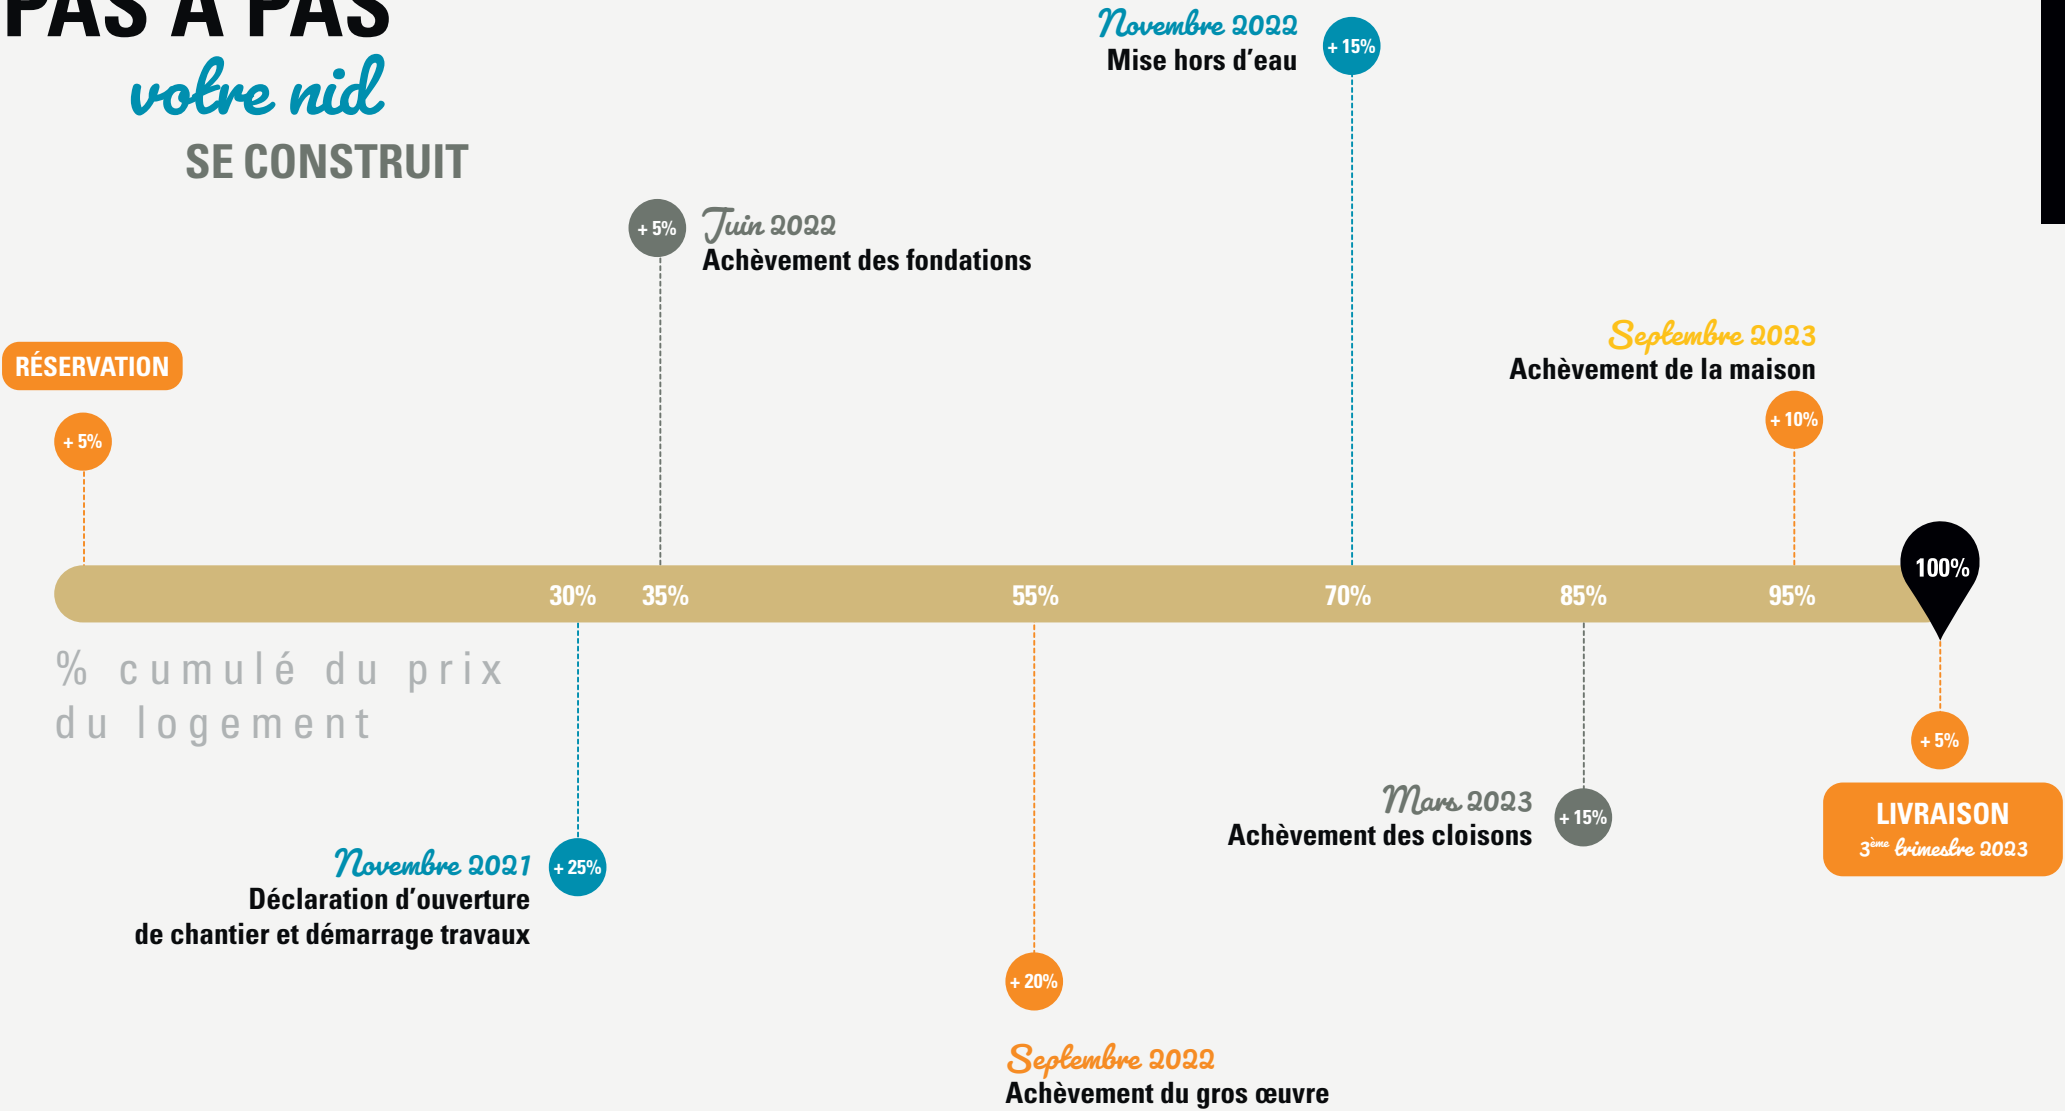 PAS À PAS
votre nid
SE CONSTRUIT
Novembre 2022
Mise hors d’eau
+ 15%
+ 5%
Juin 2022
Achèvement des fondations
Septembre 2023
Achèvement de la maison
+ 10%
RÉSERVATION
+ 5%
30%
35%
55%
70%
85%
95%
100%
% cumulé du prix
du logement
+ 5%
LIVRAISON
3ème trimestre 2023
Mars 2023
Achèvement des cloisons
+ 15%
Novembre 2021
Déclaration d’ouverture
de chantier et démarrage travaux
+ 25%
+ 20%
Septembre 2022
Achèvement du gros œuvre